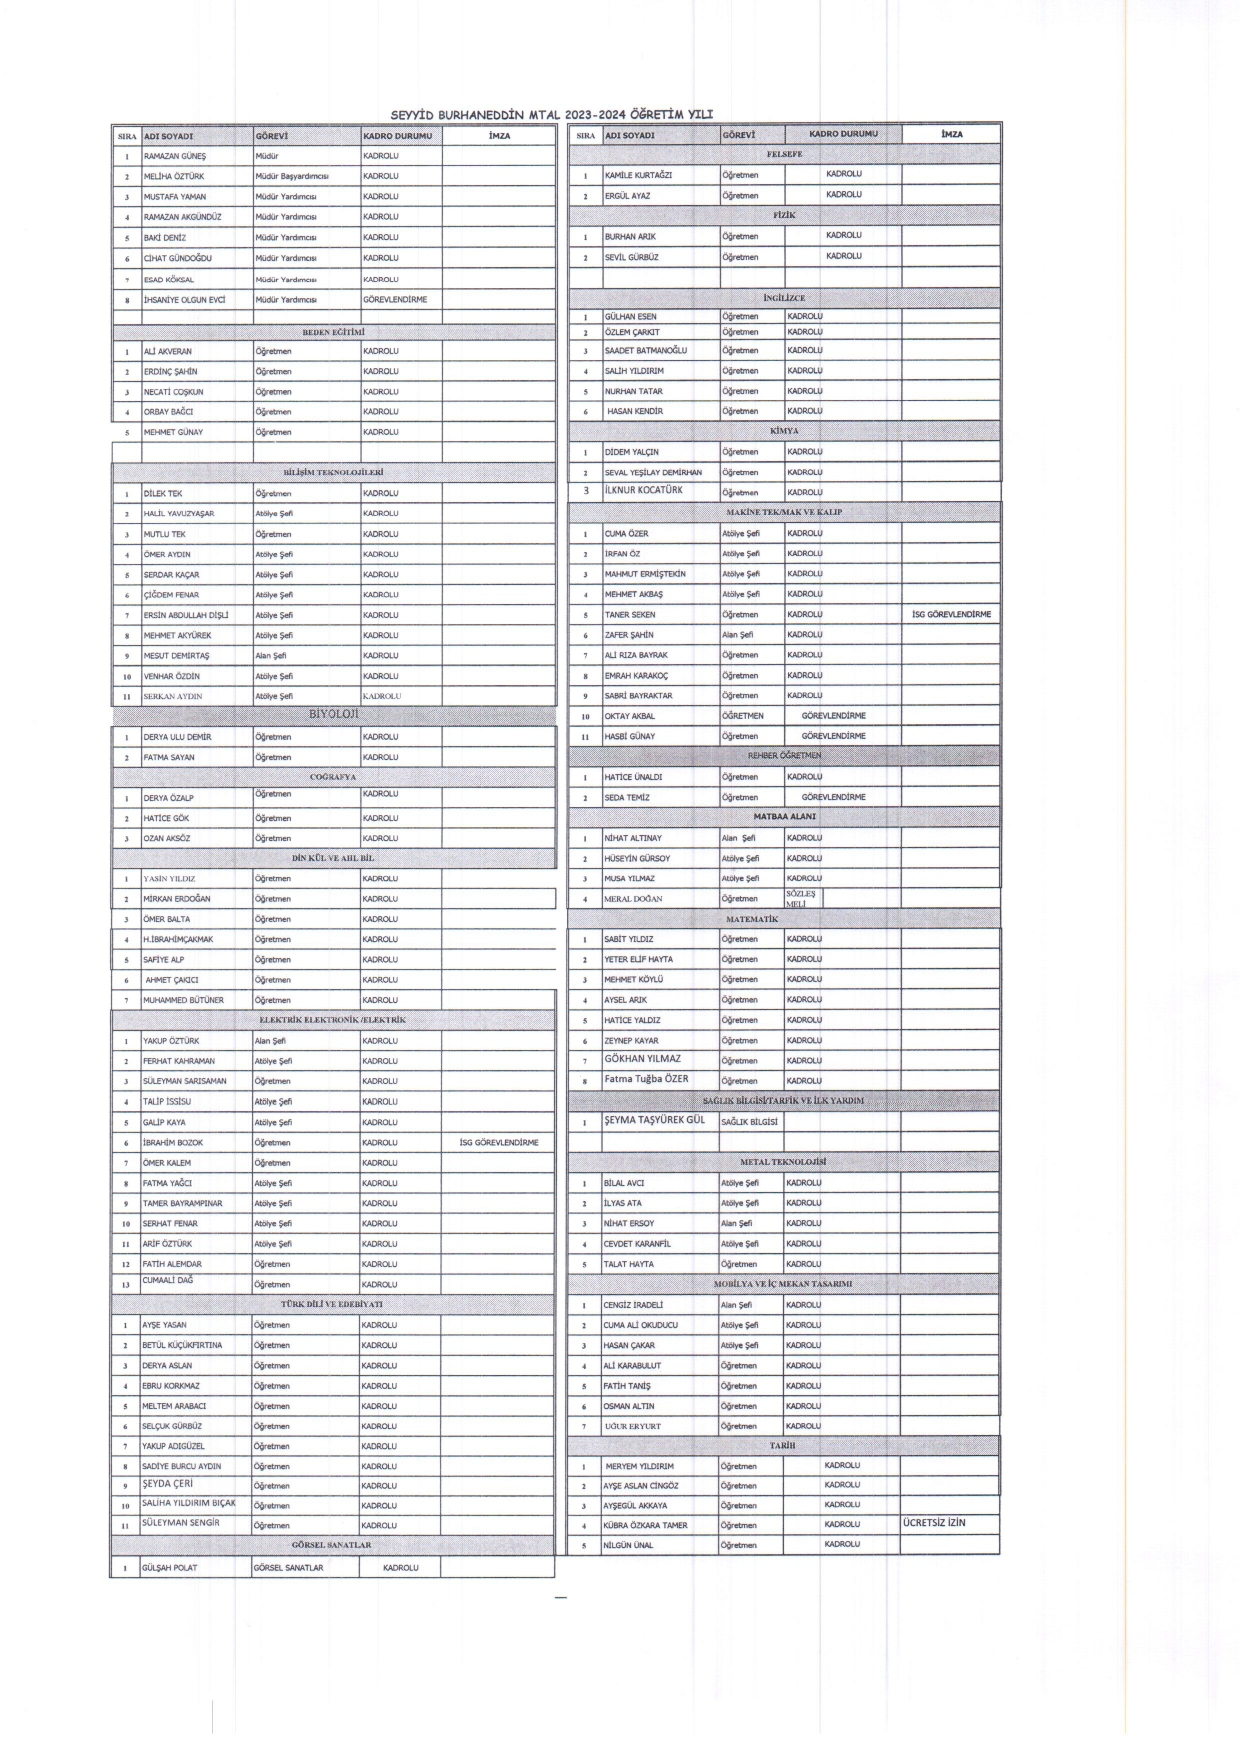 SEYYİD BURHANEDDİN MTAL 2023-2024 ÖĞRETİM YILI
SIRA ADI SOYADI GÖREVİ KADRO DURUMU İMZA
1 RAMAZAN GÜNEŞ Müdür KADROLU
2 MELİHA ÖZTÜRK Müdür Başyardımcısı KADROLU
3 MUSTAFA YAMAN Müdür Yardımcısı KADROLU
4 RAMAZAN AKGÜNDÜZ Müdür Yardımcısı KADROLU
5 BAKİ DENİZ Müdür Yardımcısı KADROLU
6 CİHAT GÜNDOĞDU Müdür Yardımcısı KADROLU
7 ESAD KÖKSAL Müdür Yardımcısı KADROLU
8 İHSANİYE OLGUN EVCİ Müdür Yardımcısı GÖREVLENDİRME
BEDEN EĞİTİMİ
1 ALİ AKVERAN Öğretmen KADROLU
2 ERDİNÇ ŞAHİN Öğretmen KADROLU
3 NECATİ COŞKUN Öğretmen KADROLU
4 ORBAY BAĞCI Öğretmen KADROLU
5 MEHMET GÜNAY Öğretmen KADROLU
BİLİŞİM TEKNOLOJİLERİ
1 DİLEK TEK Öğretmen KADROLU
2 HALİL YAVUZYAŞAR Atölye Şefi KADROLU
3 MUTLU TEK Öğretmen KADROLU
4 ÖMER AYDIN Atölye Şefi KADROLU
5 SERDAR KAÇAR Atölye Şefi KADROLU
6 ÇİĞDEM FENAR Atölye Şefi KADROLU
7 ERSİN ABDULLAH DİŞLİ Atölye Şefi KADROLU
8 MEHMET AKYÜREK Atölye Şefi KADROLU
9 MESUT DEMİRTAŞ Alan Şefi KADROLU
10 VENHAR ÖZDİN Atölye Şefi KADROLU
11 SERKAN AYDIN Atölye Şefi KADROLU
BİYOLOJİ
1 DERYA ULU DEMİR Öğretmen KADROLU
2 FATMA SAYAN Öğretmen KADROLU
COĞRAFYA
1 DERYA ÖZALP Öğretmen KADROLU
2 HATİCE GÖK Öğretmen KADROLU
3 OZAN AKSÖZ Öğretmen KADROLU
DİN KÜL VE AHL BİL
1 YASİN YILDIZ Öğretmen KADROLU
2 MİRKAN ERDOĞAN Öğretmen KADROLU
3 ÖMER BALTA Öğretmen KADROLU
4 H.İBRAHİMÇAKMAK Öğretmen KADROLU
5 SAFİYE ALP Öğretmen KADROLU
6 AHMET ÇAKICI Öğretmen KADROLU
7 MUHAMMED BÜTÜNER Öğretmen KADROLU
ELEKTRİK ELEKTRONİK /ELEKTRİK
1 YAKUP ÖZTÜRK Alan Şefi KADROLU
2 FERHAT KAHRAMAN Atölye Şefi KADROLU
3 SÜLEYMAN SARISAMAN Öğretmen KADROLU
4 TALİP İSSİSU Atölye Şefi KADROLU
5 GALİP KAYA Atölye Şefi KADROLU
6 İBRAHİM BOZOK Öğretmen KADROLU İSG GÖREVLENDİRME
7 ÖMER KALEM Öğretmen KADROLU
8 FATMA YAĞCI Atölye Şefi KADROLU
9 TAMER BAYRAMPINAR Atölye Şefi KADROLU
10 SERHAT FENAR Atölye Şefi KADROLU
11 ARİF ÖZTÜRK Atölye Şefi KADROLU
12 FATİH ALEMDAR Öğretmen KADROLU
13 CUMAALİ DAĞ Öğretmen KADROLU
TÜRK DİLİ VE EDEBİYATI
1 AYŞE YASAN Öğretmen KADROLU
2 BETÜL KÜÇÜKFIRTINA Öğretmen KADROLU
3 DERYA ASLAN Öğretmen KADROLU
4 EBRU KORKMAZ Öğretmen KADROLU
5 MELTEM ARABACI Öğretmen KADROLU
6 SELÇUK GÜRBÜZ Öğretmen KADROLU
7 YAKUP ADIGÜZEL Öğretmen KADROLU
8 SADİYE BURCU AYDIN Öğretmen KADROLU
9 ŞEYDA ÇERİ Öğretmen KADROLU
10 SALİHA YILDIRIM BIÇAK Öğretmen KADROLU
11 SÜLEYMAN SENGİR Öğretmen KADROLU
GÖRSEL SANATLAR
1 GÜLŞAH POLAT GÖRSEL SANATLAR KADROLU
SIRA ADI SOYADI GÖREVİ KADRO DURUMU İMZA
FELSEFE
1 KAMİLE KURTAĞZI Öğretmen KADROLU
2 ERGÜL AYAZ Öğretmen KADROLU
FİZİK
1 BURHAN ARIK Öğretmen KADROLU
2 SEVİL GÜRBÜZ Öğretmen KADROLU
İNGİLİZCE
1 GÜLHAN ESEN Öğretmen KADROLU
2 ÖZLEM ÇARKIT Öğretmen KADROLU
3 SAADET BATMANOĞLU Öğretmen KADROLU
4 SALİH YILDIRIM Öğretmen KADROLU
5 NURHAN TATAR Öğretmen KADROLU
6 HASAN KENDİR Öğretmen KADROLU
KİMYA
1 DİDEM YALÇIN Öğretmen KADROLU
2 SEVAL YEŞİLAY DEMİRHAN Öğretmen KADROLU
3 İLKNUR KOCATÜRK Öğretmen KADROLU
MAKİNE TEK/MAK VE KALIP
1 CUMA ÖZER Atölye Şefi KADROLU
2 İRFAN ÖZ Atölye Şefi KADROLU
3 MAHMUT ERMİŞTEKİN Atölye Şefi KADROLU
4 MEHMET AKBAŞ Atölye Şefi KADROLU
5 TANER SEKEN Öğretmen KADROLU İSG GÖREVLENDİRME
6 ZAFER ŞAHİN Alan Şefi KADROLU
7 ALİ RIZA BAYRAK Öğretmen KADROLU
8 EMRAH KARAKOÇ Öğretmen KADROLU
9 SABRİ BAYRAKTAR Öğretmen KADROLU
10 OKTAY AKBAL ÖĞRETMEN GÖREVLENDİRME
11 HASBİ GÜNAY Öğretmen GÖREVLENDİRME
REHBER ÖĞRETMEN
1 HATİCE ÜNALDI Öğretmen KADROLU
2 SEDA TEMİZ Öğretmen GÖREVLENDİRME
MATBAA ALANI
1 NİHAT ALTINAY Alan Şefi KADROLU
2 HÜSEYİN GÜRSOY Atölye Şefi KADROLU
3 MUSA YILMAZ Atölye Şefi KADROLU
4 MERAL DOĞAN Öğretmen SÖZLEŞ
MELİ
MATEMATİK
1 SABİT YILDIZ Öğretmen KADROLU
2 YETER ELİF HAYTA Öğretmen KADROLU
3 MEHMET KÖYLÜ Öğretmen KADROLU
4 AYSEL ARIK Öğretmen KADROLU
5 HATİCE YALDIZ Öğretmen KADROLU
6 ZEYNEP KAYAR Öğretmen KADROLU
7 GÖKHAN YILMAZ Öğretmen KADROLU
8 Fatma Tuğba ÖZER Öğretmen KADROLU
SAĞLIK BİLGİSİ/TARFİK VE İLK YARDIM
1 ŞEYMA TAŞYÜREK GÜL SAĞLIK BİLGİSİ
METAL TEKNOLOJİSİ
1 BİLAL AVCI Atölye Şefi KADROLU
2 İLYAS ATA Atölye Şefi KADROLU
3 NİHAT ERSOY Alan Şefi KADROLU
4 CEVDET KARANFİL Atölye Şefi KADROLU
5 TALAT HAYTA Öğretmen KADROLU
MOBİLYA VE İÇ MEKAN TASARIMI
1 CENGİZ İRADELİ Alan Şefi KADROLU
2 CUMA ALİ OKUDUCU Atölye Şefi KADROLU
3 HASAN ÇAKAR Atölye Şefi KADROLU
4 ALİ KARABULUT Öğretmen KADROLU
5 FATİH TANİŞ Öğretmen KADROLU
6 OSMAN ALTIN Öğretmen KADROLU
7 UĞUR ERYURT Öğretmen KADROLU
TARİH
1 MERYEM YILDIRIM Öğretmen KADROLU
2 AYŞE ASLAN CİNGÖZ Öğretmen KADROLU
3 AYŞEGÜL AKKAYA Öğretmen KADROLU
4 KÜBRA ÖZKARA TAMER Öğretmen KADROLU ÜCRETSİZ İZİN
5 NİLGÜN ÜNAL Öğretmen KADROLU